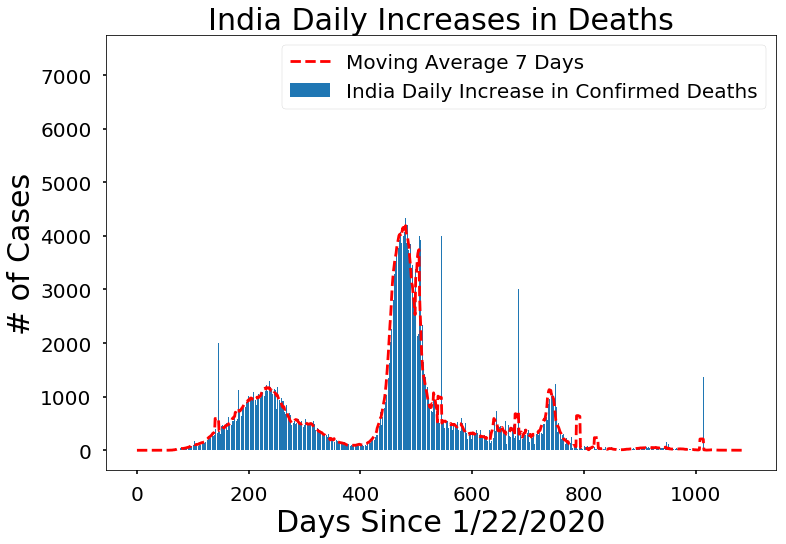 India Daily Increases in Deaths
Moving Average 7 Days
India Daily Increase in Confirmed Deaths
# of Cases
7000
6000
5000
4000
3000
2000
1000
0
0 200 400 600 800 1000
Days Since 1/22/2020